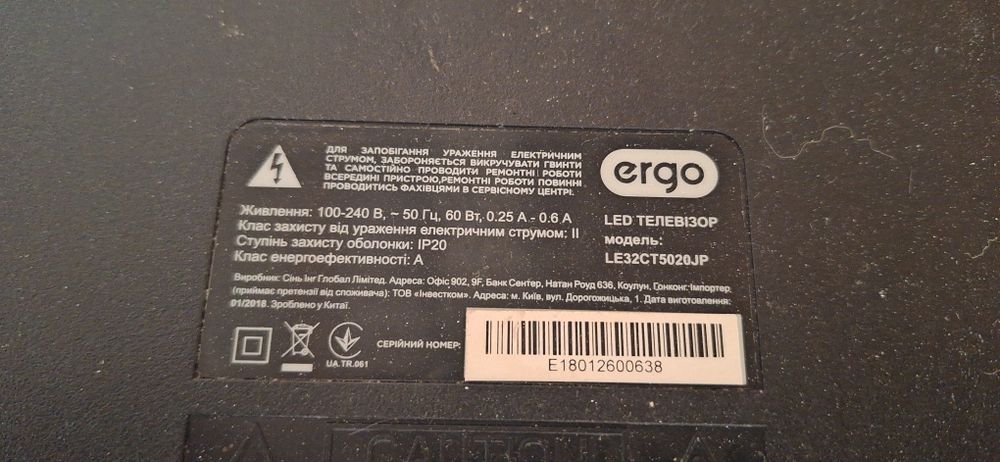 ДЛЯ ЗАПОБІГАННЯ УРАЖЕННЯ ЕЛЕКТРИЧНИМ
СТРУМОМ, ЗАБОРОНЯЄТЬСЯ ВИКРУЧУВАТИ ГВИНТИ
ТА САМОСТІЙНО ПРОВОДИТИ РЕМОНТНІ РОБОТИ
ВСЕРЕДИНІ ПРИСТРОЮ,РЕМОНТНІ РОБОТИ ПОВИННІ
ПРОВОДИТИСЬ ФАХІВЦЯМИ В СЕРВІСНОМУ ЦЕНТРІ.
ergo
LED ТЕЛЕВІЗОР
модель:
LE32CT5020JP
Живлення: 100-240 В, ~ 50 Гц, 60 Вт, 0.25 А - 0.6 А
Клас захисту від ураження електричним струмом: II
Ступінь захисту оболонки: IP20
Клас енергоефективності: А
Виробник: Сінь Інг Глобал Лімітед. Адреса: Офіс 902, 9F, Банк Сентер, Натан Роуд 636, Коулун, Гонконг. Імпортер
(приймає претензії від споживача): ТОВ «Інвестком». Адреса: м. Київ, вул. Дорогожицька, 1. Дата виготовлення:
01/2018. Зроблено у Китаї.
UA.TR.061
СЕРІЙНИЙ НОМЕР:
E18012600638
CAUTION